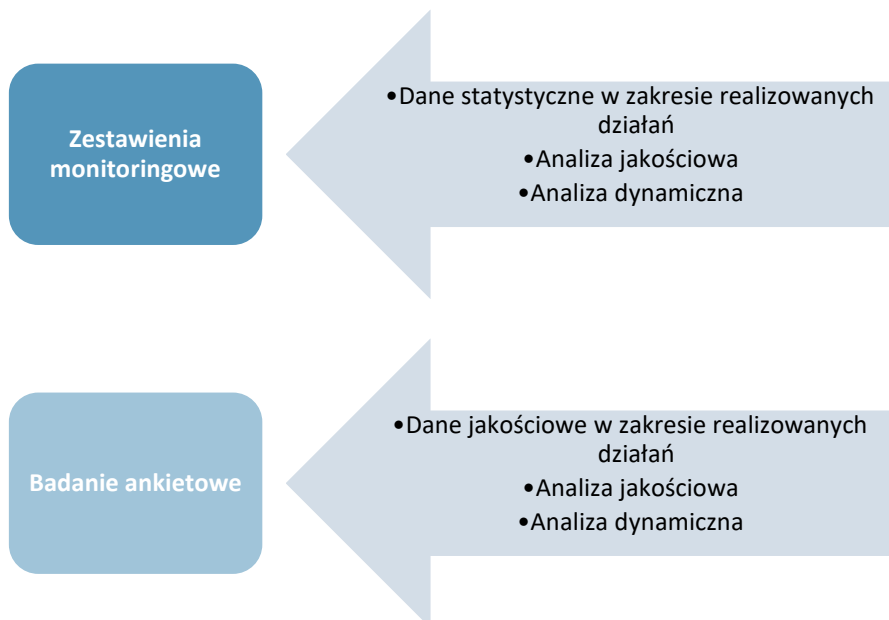 Zestawienia
monitoringowe
•Dane statystyczne w zakresie realizowanych
działań
•Analiza jakościowa
•Analiza dynamiczna
Badanie ankietowe
•Dane jakościowe w zakresie realizowanych
działań
•Analiza jakościowa
•Analiza dynamiczna